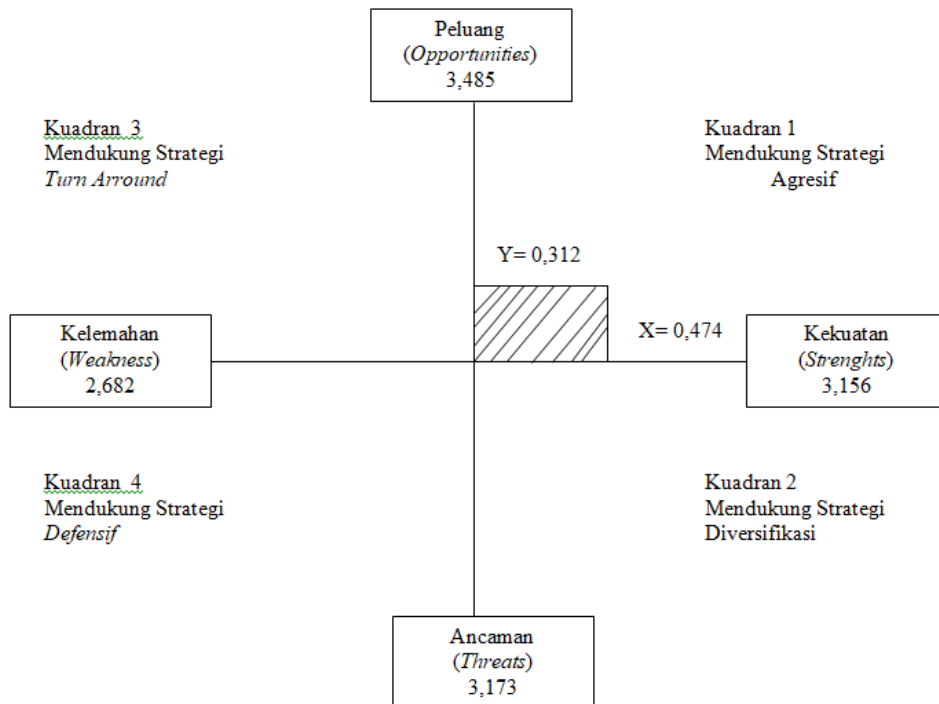 Peluang
(Opportunities)
3,485
Kuadran 3
Mendukung Strategi
Turn Arround
Kuadran 1
Mendukung Strategi
Agresif
Y= 0,312
X= 0,474
Kelemahan
(Weakness)
2,682
Kekuatan
(Strenghts)
3,156
Kuadran 4
Mendukung Strategi
Defensif
Kuadran 2
Mendukung Strategi
Diversifikasi
Ancaman
(Threats)
3,173